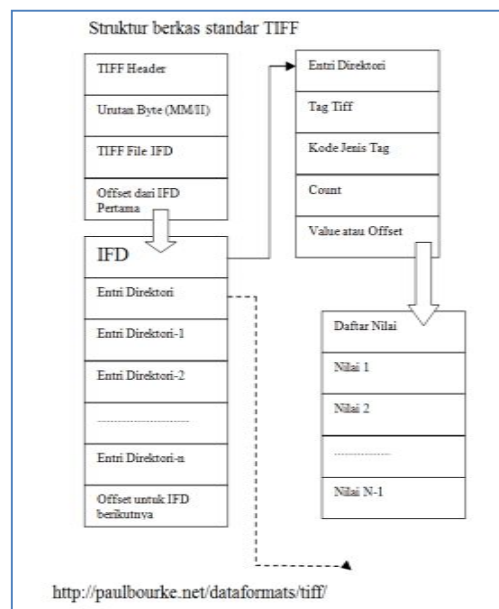 Struktur berkas standar TIFF
TIFF Header
Urutan Byte (MM/II)
TIFF File IFD
Offset dari IFD
Pertama
IFD
Entri Direktori
Entri Direktori-1
Entri Direktori-2
............................
Entri Direktori-n
Offset untuk IFD
berikutnya
Entri Direktori
Tag Tiff
Kode Jenis Tag
Count
Value atau Offset
Daftar Nilai
Nilai 1
Nilai 2
................
Nilai N-1
http://paulbourke.net/dataformats/tiff/